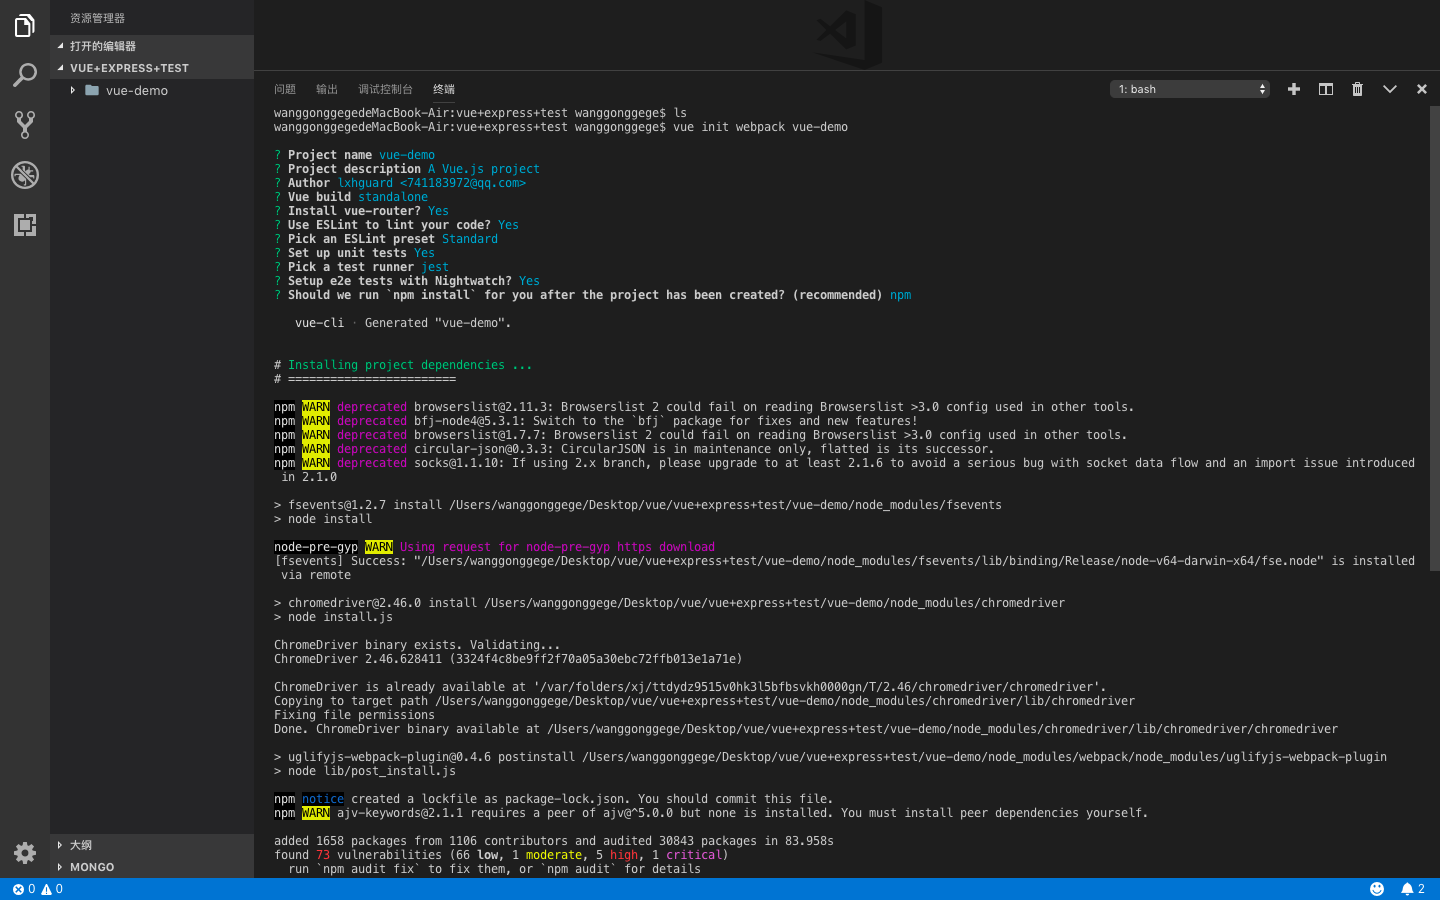 资源管理器
打开的编辑器
VUE+EXPRESS+TEST
vue-demo
问题 输出 调试控制台 终端
1: bash
wanggonggegedeMacBook-Air:vue+express+test wanggonggege$ ls
wanggonggegedeMacBook-Air:vue+express+test wanggonggege$ vue init webpack vue-demo
? Project name vue-demo
? Project description A Vue.js project
? Author lxhguard <741183972@qq.com>
? Vue build standalone
? Install vue-router? Yes
? Use ESLint to lint your code? Yes
? Pick an ESLint preset Standard
? Set up unit tests Yes
? Pick a test runner jest
? Setup e2e tests with Nightwatch? Yes
? Should we run `npm install` for you after the project has been created? (recommended) npm
vue-cli · Generated "vue-demo".
# Installing project dependencies ...
# ========================
npm WARN deprecated browserslist@2.11.3: Browserslist 2 could fail on reading Browserslist >3.0 config used in other tools.
npm WARN deprecated bfj-node4@5.3.1: Switch to the `bfj` package for fixes and new features!
npm WARN deprecated browserslist@1.7.7: Browserslist 2 could fail on reading Browserslist >3.0 config used in other tools.
npm WARN deprecated circular-json@0.3.3: CircularJSON is in maintenance only, flatted is its successor.
npm WARN deprecated socks@1.1.10: If using 2.x branch, please upgrade to at least 2.1.6 to avoid a serious bug with socket data flow and an import issue introduced
in 2.1.0
> fsevents@1.2.7 install /Users/wanggonggege/Desktop/vue/vue+express+test/vue-demo/node_modules/fsevents
> node install
node-pre-gyp WARN Using request for node-pre-gyp https download
[fsevents] Success: "/Users/wanggonggege/Desktop/vue/vue+express+test/vue-demo/node_modules/fsevents/lib/binding/Release/node-v64-darwin-x64/fse.node" is installed
via remote
> chromedriver@2.46.0 install /Users/wanggonggege/Desktop/vue/vue+express+test/vue-demo/node_modules/chromedriver
> node install.js
ChromeDriver binary exists. Validating...
ChromeDriver 2.46.628411 (3324f4c8be9ff2f70a05a30ebc72ffb013e1a71e)
ChromeDriver is already available at '/var/folders/xj/ttdydz9515v0hk3l5bfbsvkh0000gn/T/2.46/chromedriver/chromedriver'.
Copying to target path /Users/wanggonggege/Desktop/vue/vue+express+test/vue-demo/node_modules/chromedriver/lib/chromedriver
Fixing file permissions
Done. ChromeDriver binary available at /Users/wanggonggege/Desktop/vue/vue+express+test/vue-demo/node_modules/chromedriver/lib/chromedriver/chromedriver
> uglifyjs-webpack-plugin@0.4.6 postinstall /Users/wanggonggege/Desktop/vue/vue+express+test/vue-demo/node_modules/webpack/node_modules/uglifyjs-webpack-plugin
> node lib/post_install.js
npm notice created a lockfile as package-lock.json. You should commit this file.
npm WARN ajv-keywords@2.1.1 requires a peer of ajv@^5.0.0 but none is installed. You must install peer dependencies yourself.
added 1658 packages from 1106 contributors and audited 30843 packages in 83.958s
found 73 vulnerabilities (66 low, 1 moderate, 5 high, 1 critical)
run `npm audit fix` to fix them, or `npm audit` for details
大纲
MONGO
0 0
2